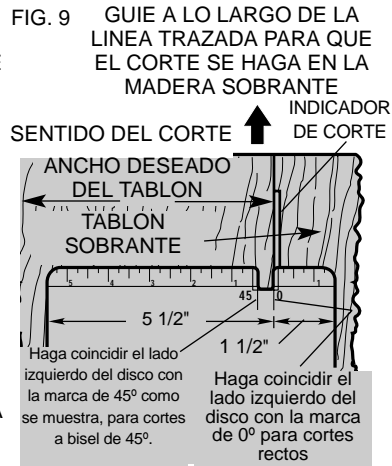 FIG. 9
GUIE A LO LARGO DE LA
LINEA TRAZADA PARA QUE
EL CORTE SE HAGA EN LA
MADERA SOBRANTE
INDICADOR
DE CORTE
SENTIDO DEL CORTE
ANCHO DESEADO
DEL TABLON
TABLON
SOBRANTE
5 4 3 2 1 1
45 0
5 1/2"
1 1/2"
Haga coincidir el lado
izquierdo del disco con
la marca de 45º como
se muestra, para cortes
a bisel de 45º.
Haga coincidir el
lado izquierdo del
disco con la marca
de 0º para cortes
rectos